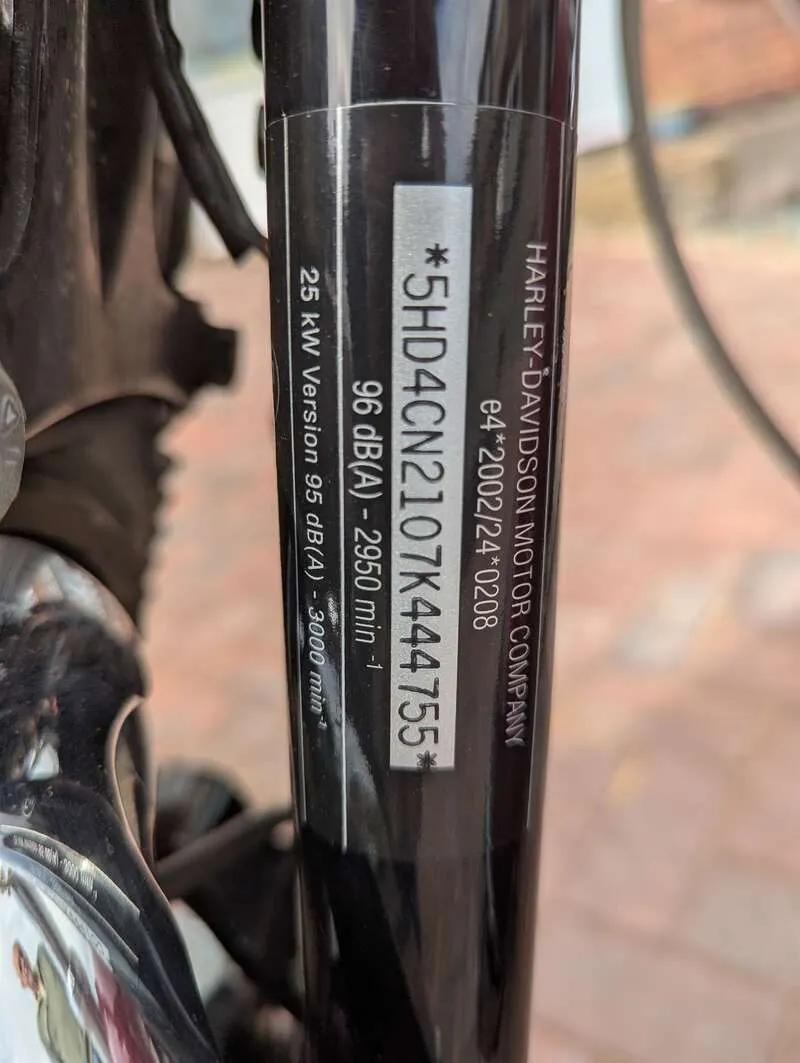 HARLEY-DAVIDSON MOTOR COMPANY
e4*2002/24*0208
*5HD4CN2107K444755*
96 dB(A) - 2950 min⁻¹
25 kW Version 95 dB(A) - 3000 min⁻¹